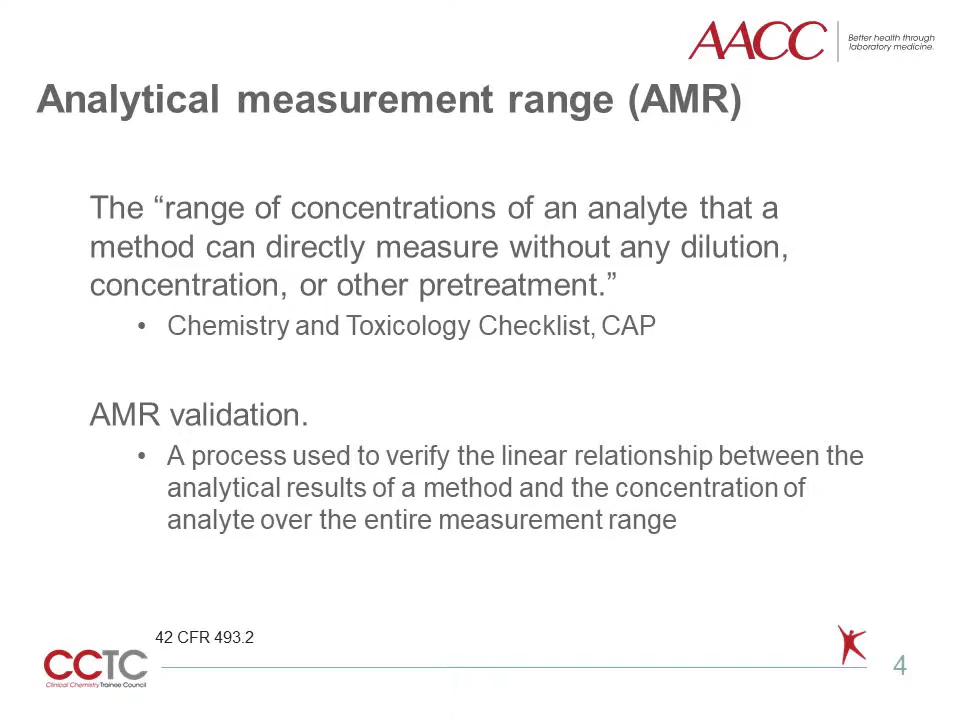 AACC
Better health through
laboratory medicine.
Analytical measurement range (AMR)
The “range of concentrations of an analyte that a
method can directly measure without any dilution,
concentration, or other pretreatment.”
• Chemistry and Toxicology Checklist, CAP
AMR validation.
• A process used to verify the linear relationship between the
analytical results of a method and the concentration of
analyte over the entire measurement range
42 CFR 493.2
CCTC
Clinical Chemistry Trainee Council
4